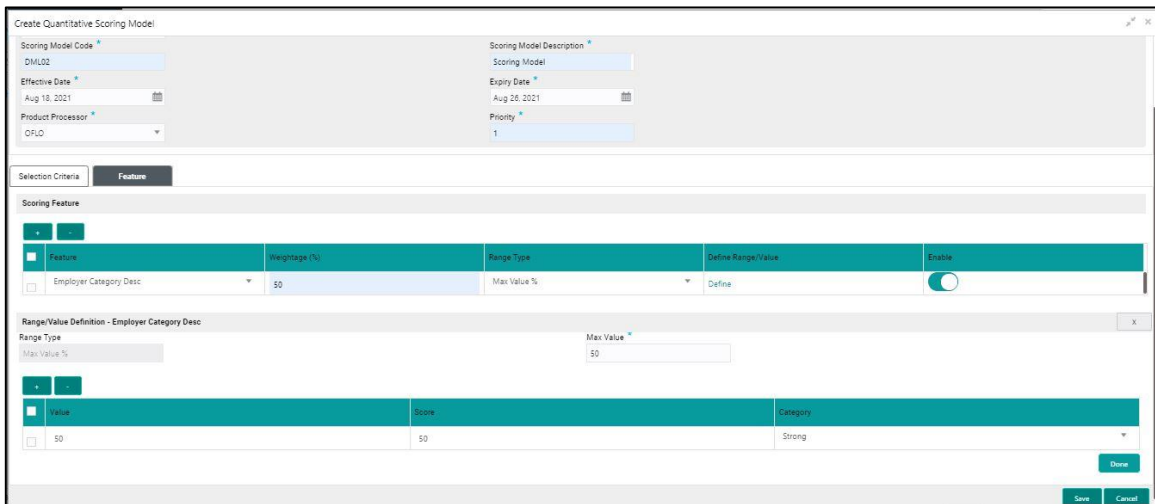 Create Quantitative Scoring Model
Scoring Model Code * Scoring Model Description *
DML02 Scoring Model
Effective Date * Expiry Date *
Aug 18, 2021 Aug 26, 2021
Product Processor * Priority *
OFLO 1
Selection Criteria Feature
Scoring Feature
+ -
Feature Weightage (%) Range Type Define Range/Value Enable
Employer Category Desc 50 Max Value % Define
Range/Value Definition - Employer Category Desc x
Range Type Max Value *
Max Value % 50
+ -
Value Score Category
50 50 Strong
Done
Save Cancel